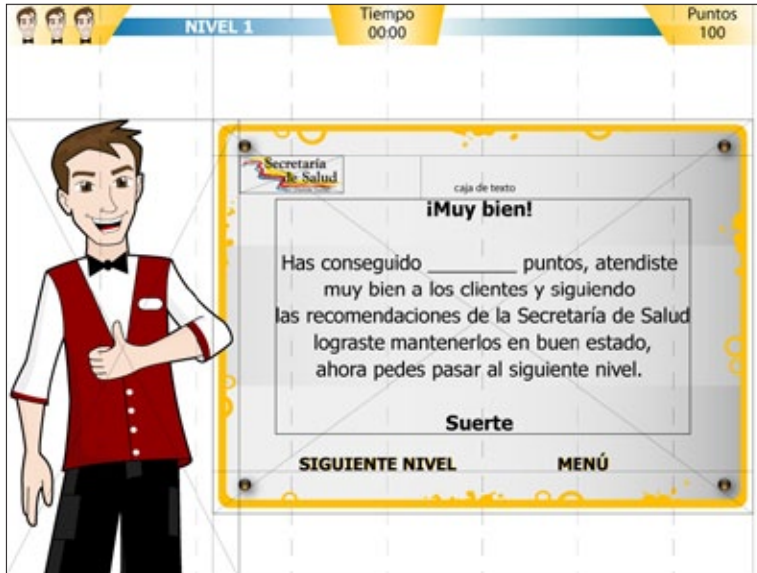 NIVEL 1
Tiempo
00:00
Puntos
100
Secretaría
de Salud
caja de texto
¡Muy bien!
Has conseguido ________ puntos, atendiste
muy bien a los clientes y siguiendo
las recomendaciones de la Secretaría de Salud
lograste mantenerlos en buen estado,
ahora pedes pasar al siguiente nivel.
Suerte
SIGUIENTE NIVEL
MENÚ